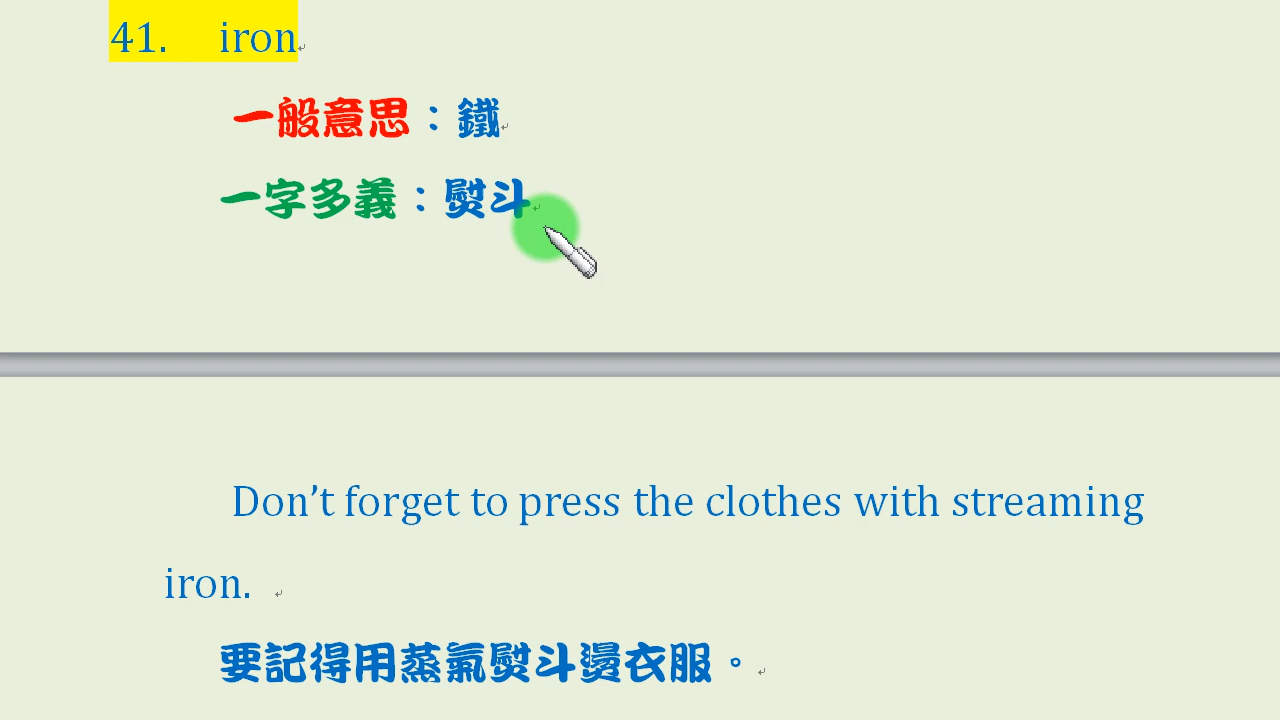 41. iron
一般意思：鐵
一字多義：熨斗
Don’t forget to press the clothes with streaming
iron.
要記得用蒸氣熨斗燙衣服。